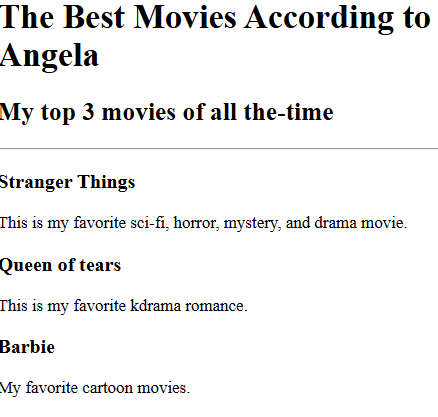 The Best Movies According to
Angela
My top 3 movies of all the-time
Stranger Things
This is my favorite sci-fi, horror, mystery, and drama movie.
Queen of tears
This is my favorite kdrama romance.
Barbie
My favorite cartoon movies.